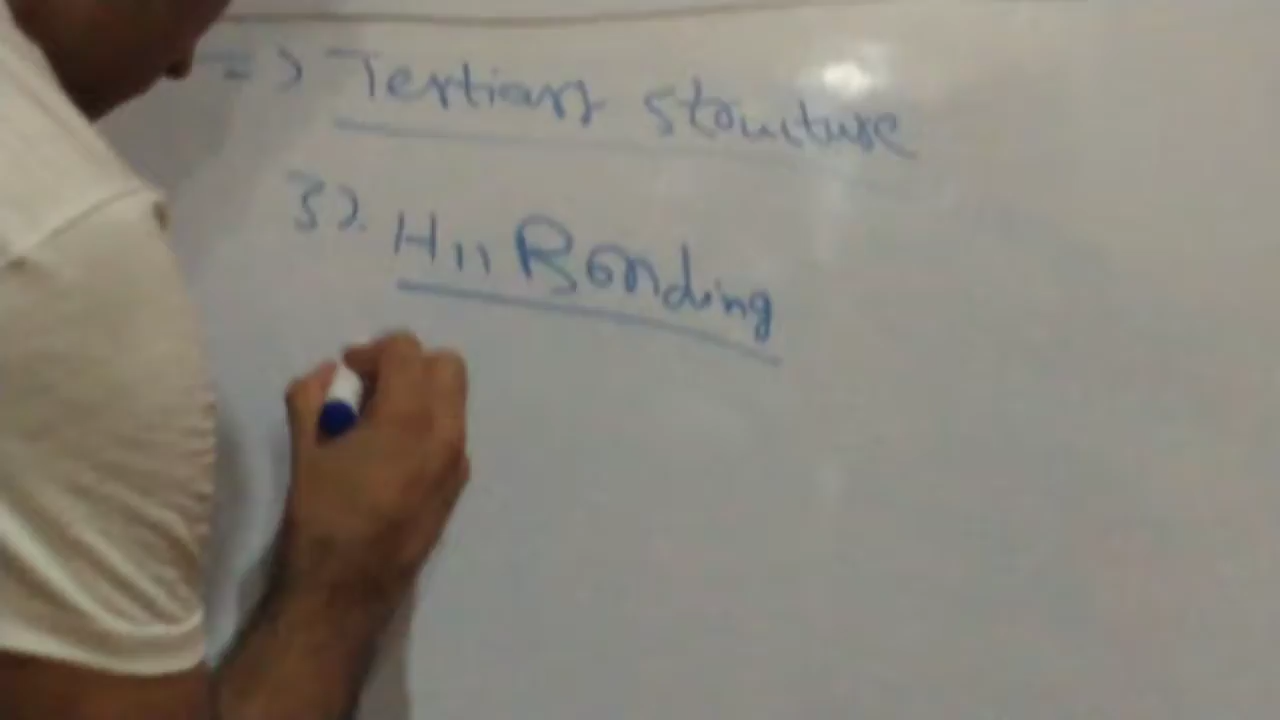 => Tertiary structure
3). H11 Bonding